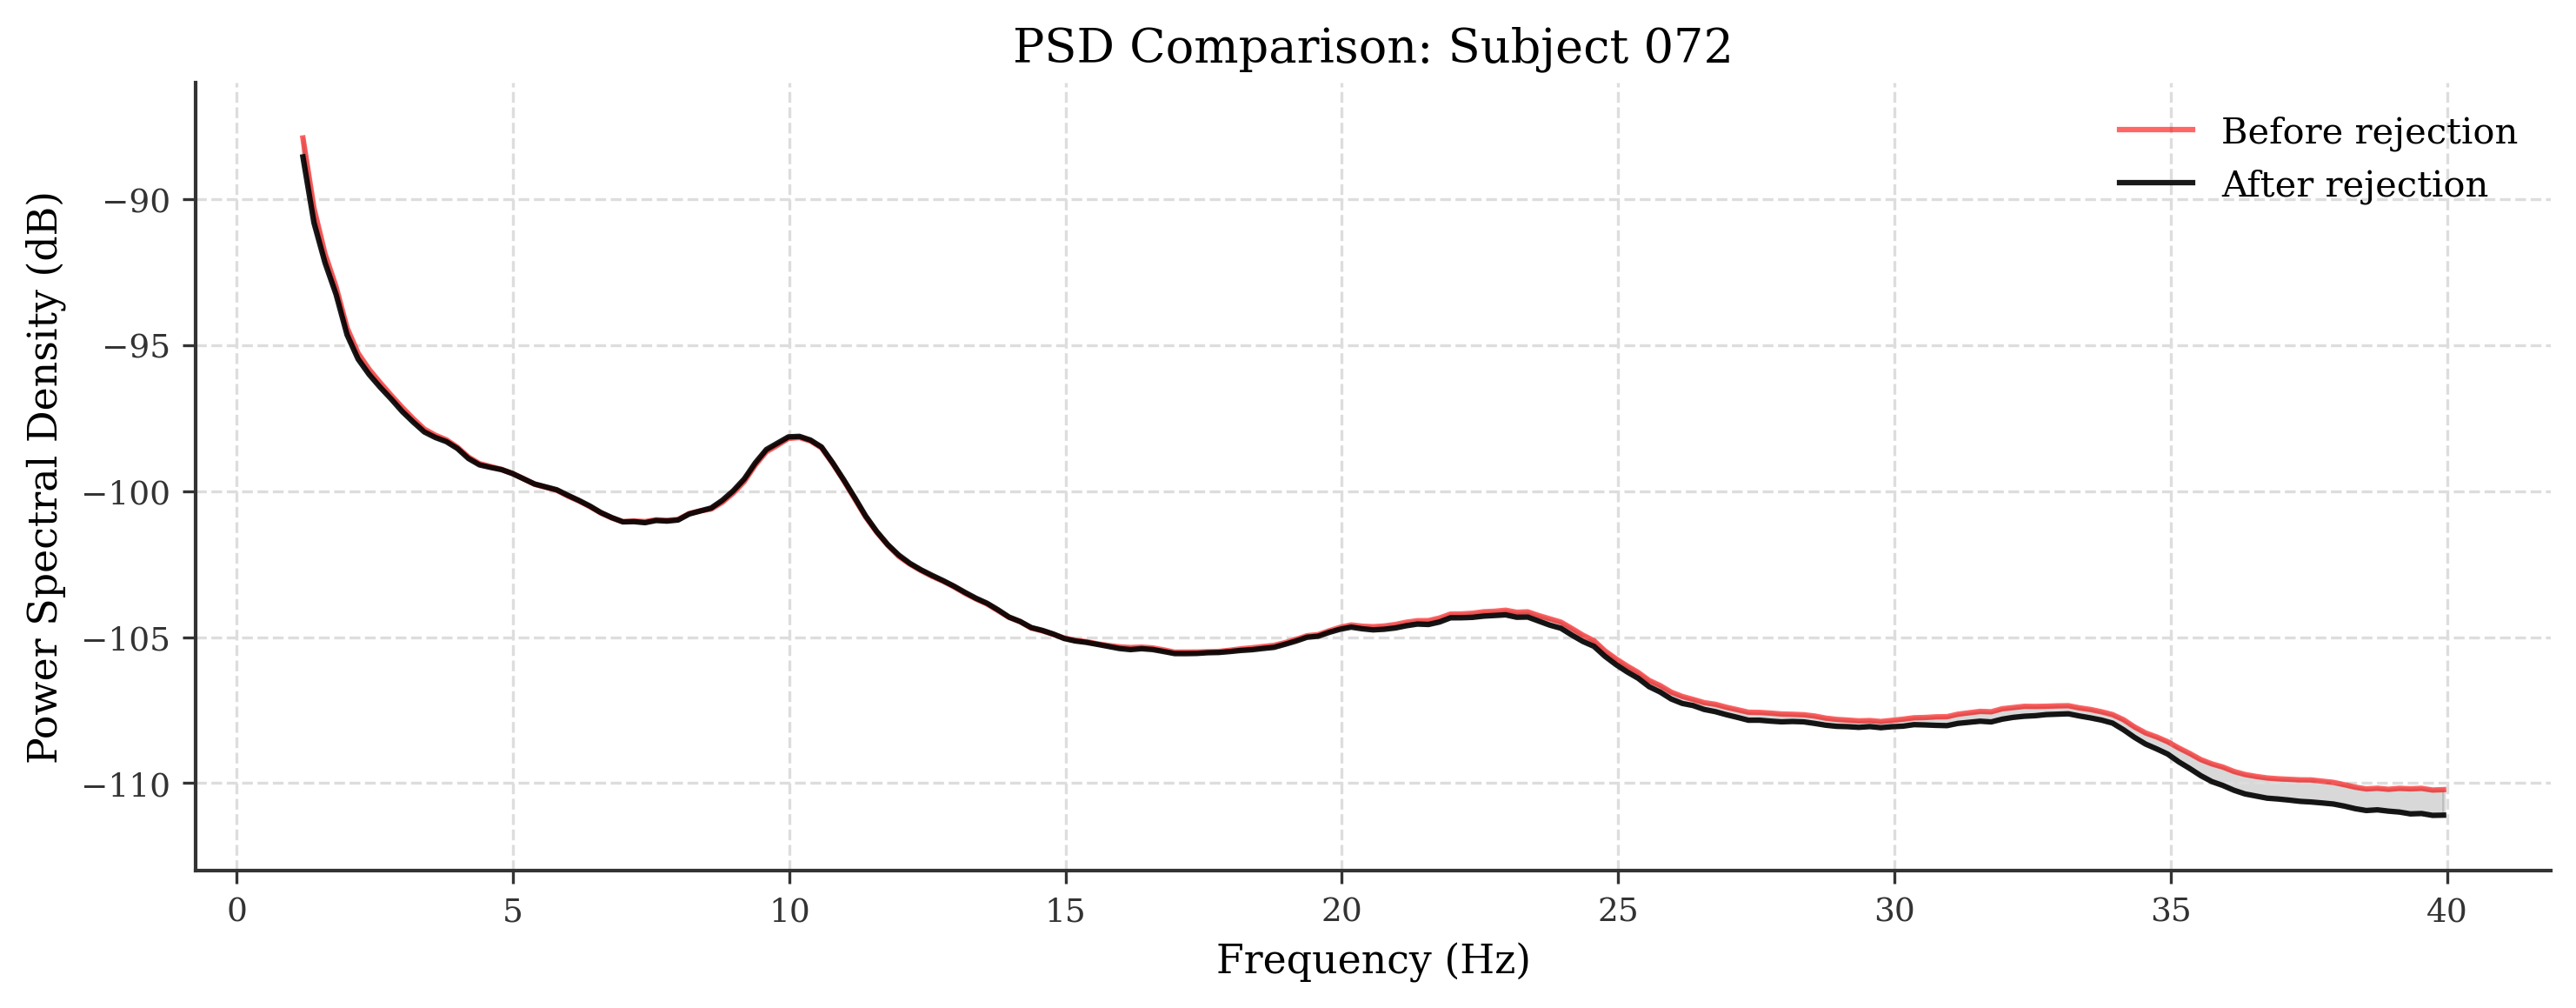 PSD Comparison: Subject 072
Before rejection
After rejection
Power Spectral Density (dB)
−90
−95
−100
−105
−110
0 5 10 15 20 25 30 35 40
Frequency (Hz)